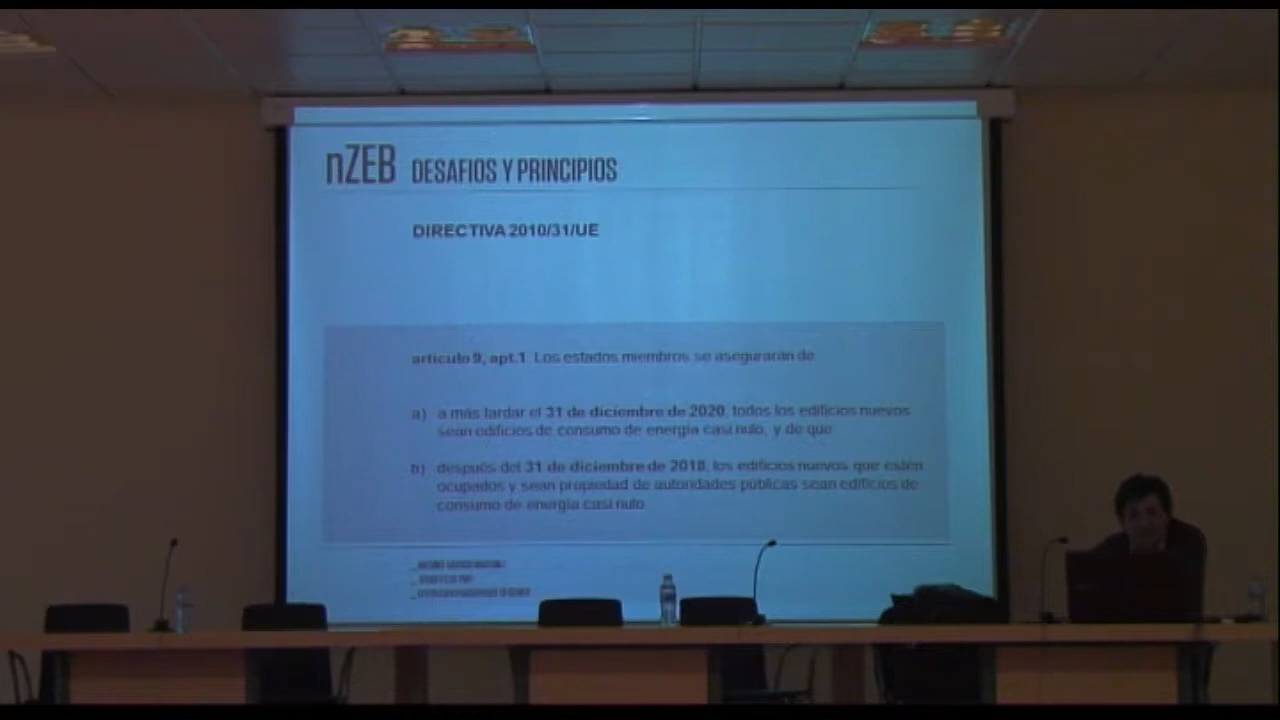 nZEB DESAFIOS Y PRINCIPIOS
DIRECTIVA 2010/31/UE
artículo 9, apt.1 Los estados miembros se asegurarán de
a) a más tardar el 31 de diciembre de 2020, todos los edificios nuevos
sean edificios de consumo de energía casi nulo, y de que
b) después del 31 de diciembre de 2018, los edificios nuevos que estén
ocupados y sean propiedad de autoridades públicas sean edificios de
consumo de energía casi nulo